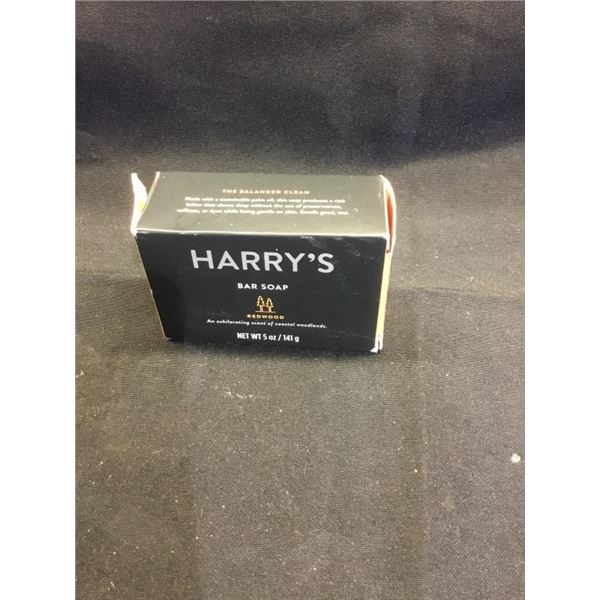 THE BALANCED CLEAN
Made with a sustainable palm oil, this soap produces a rich
lather that cleans deep without the use of preservatives,
sulfates, or dyes while being gentle on skin. Smells good, too.
HARRY'S
BAR SOAP
REDWOOD
An exhilarating scent of coastal woodlands.
NET WT 5 oz / 141 g